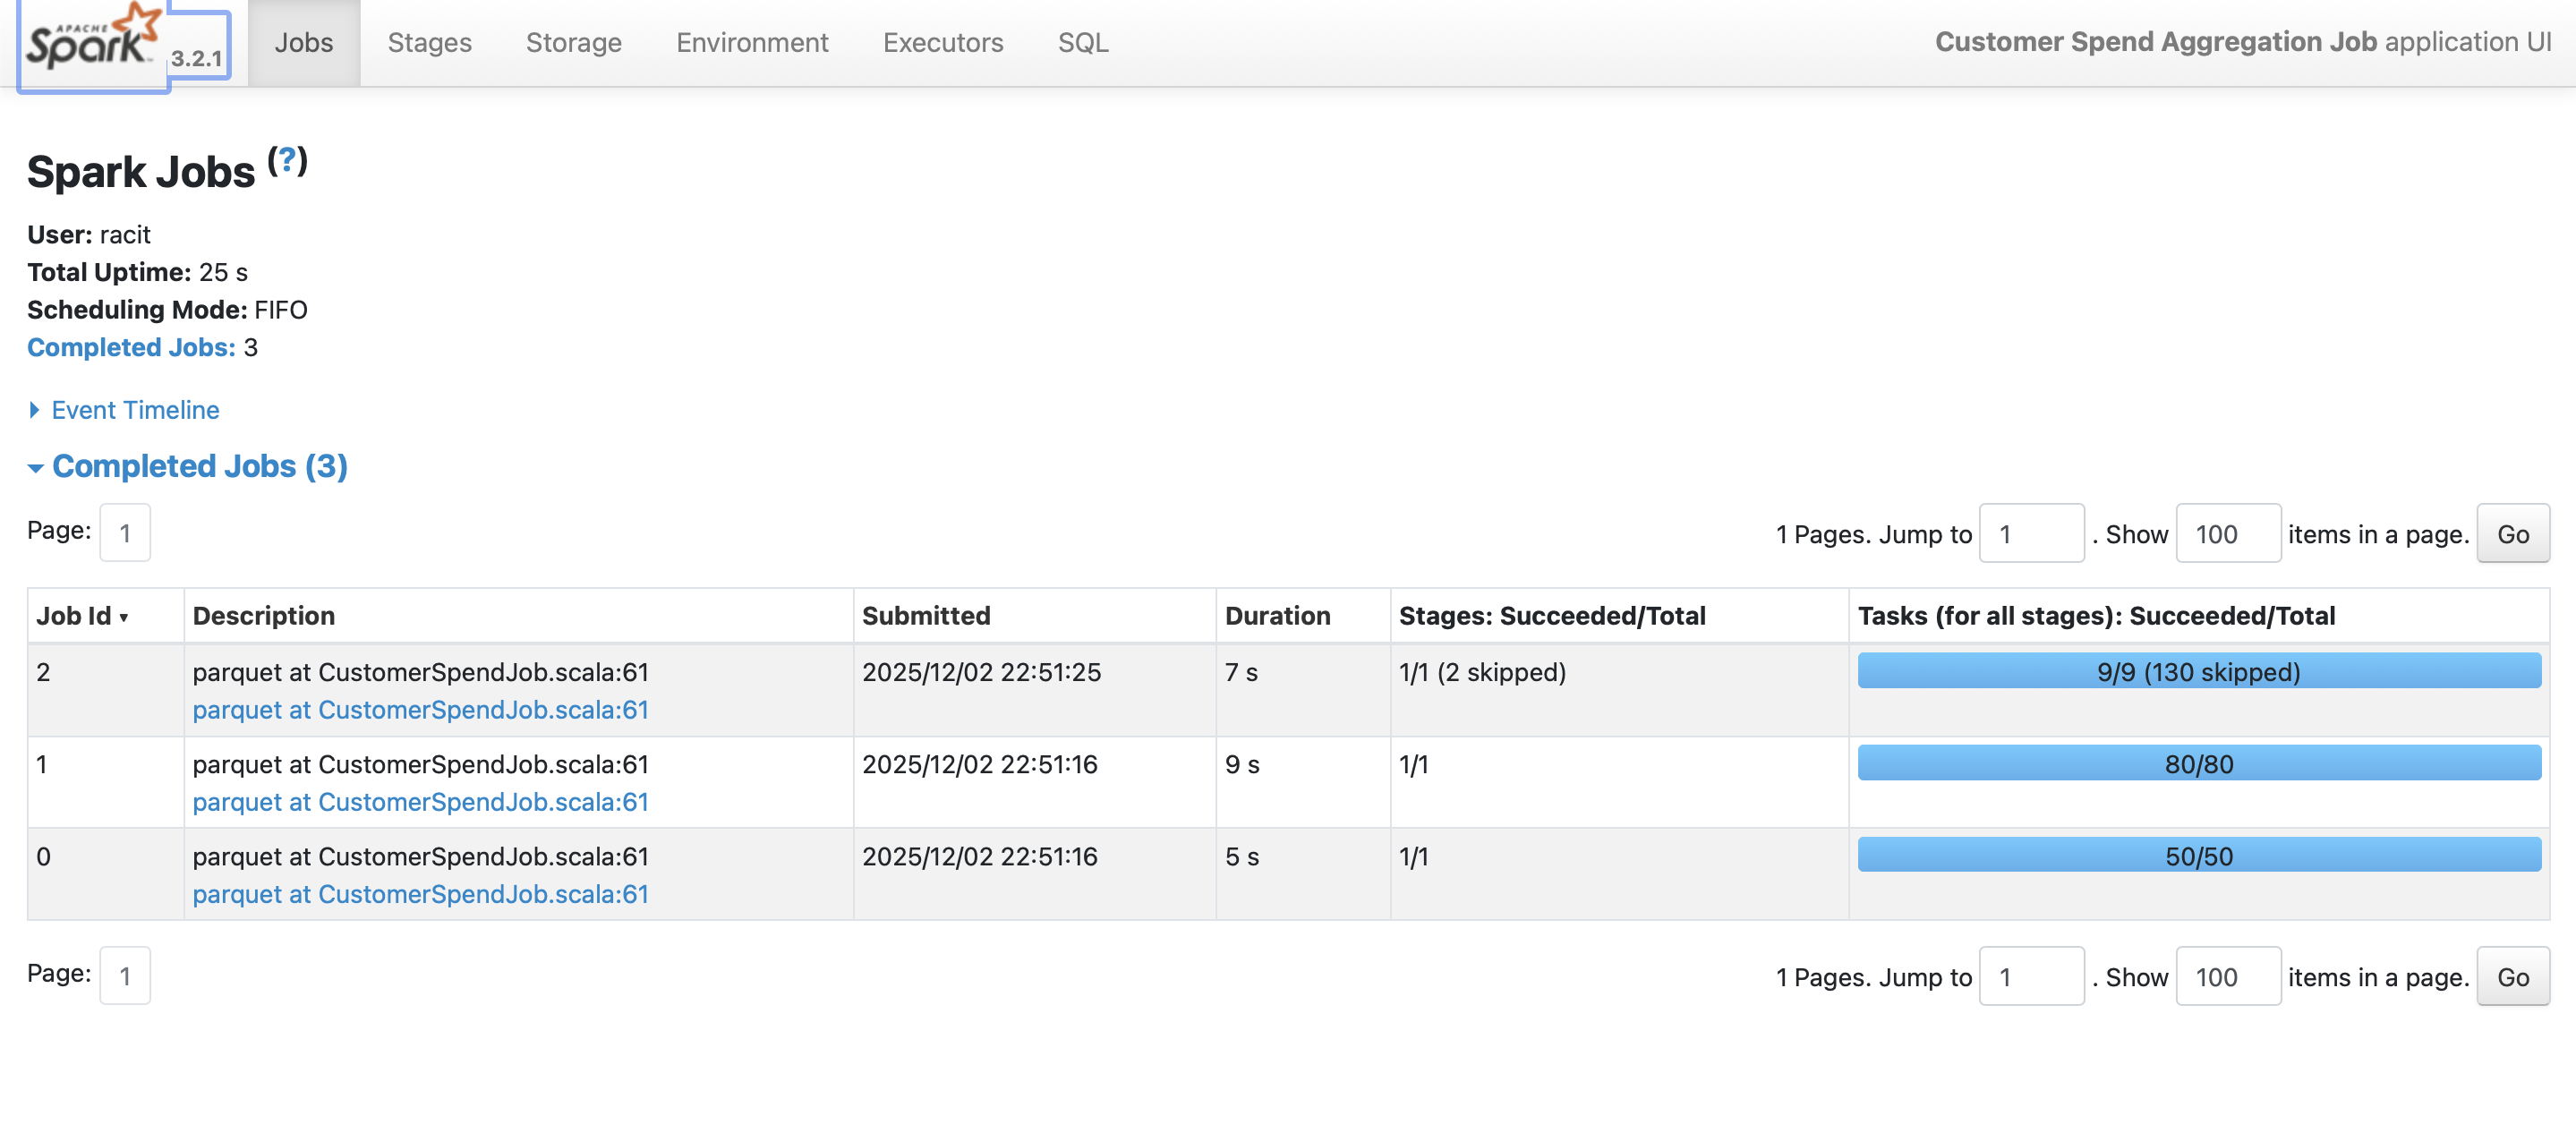 APACHE
Spark™ 3.2.1 Jobs Stages Storage Environment Executors SQL Customer Spend Aggregation Job application UI
Spark Jobs (?)
User: racit
Total Uptime: 25 s
Scheduling Mode: FIFO
Completed Jobs: 3
Event Timeline
Completed Jobs (3)
Page: 1 1 Pages. Jump to 1 . Show 100 items in a page. Go
Job Id ▾ Description Submitted Duration Stages: Succeeded/Total Tasks (for all stages): Succeeded/Total
2 parquet at CustomerSpendJob.scala:61 2025/12/02 22:51:25 7 s 1/1 (2 skipped) 9/9 (130 skipped)
parquet at CustomerSpendJob.scala:61
1 parquet at CustomerSpendJob.scala:61 2025/12/02 22:51:16 9 s 1/1 80/80
parquet at CustomerSpendJob.scala:61
0 parquet at CustomerSpendJob.scala:61 2025/12/02 22:51:16 5 s 1/1 50/50
parquet at CustomerSpendJob.scala:61
Page: 1 1 Pages. Jump to 1 . Show 100 items in a page. Go